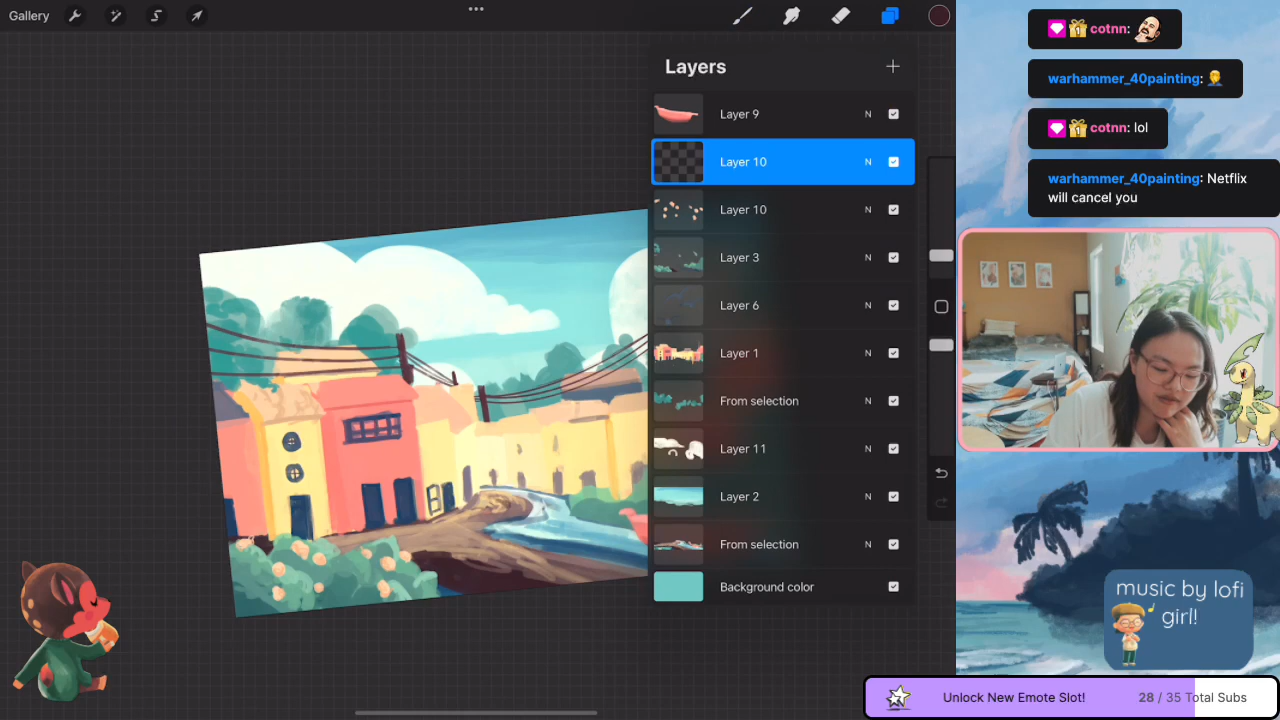 Gallery
Layers
Layer 9 N
Layer 10 N
Layer 10 N
Layer 3 N
Layer 6 N
Layer 1 N
From selection N
Layer 11 N
Layer 2 N
From selection N
Background color
cotnn:
warhammer_40painting:
cotnn: lol
warhammer_40painting: Netflix
will cancel you
music by lofi
girl!
Unlock New Emote Slot! 28 / 35 Total Subs